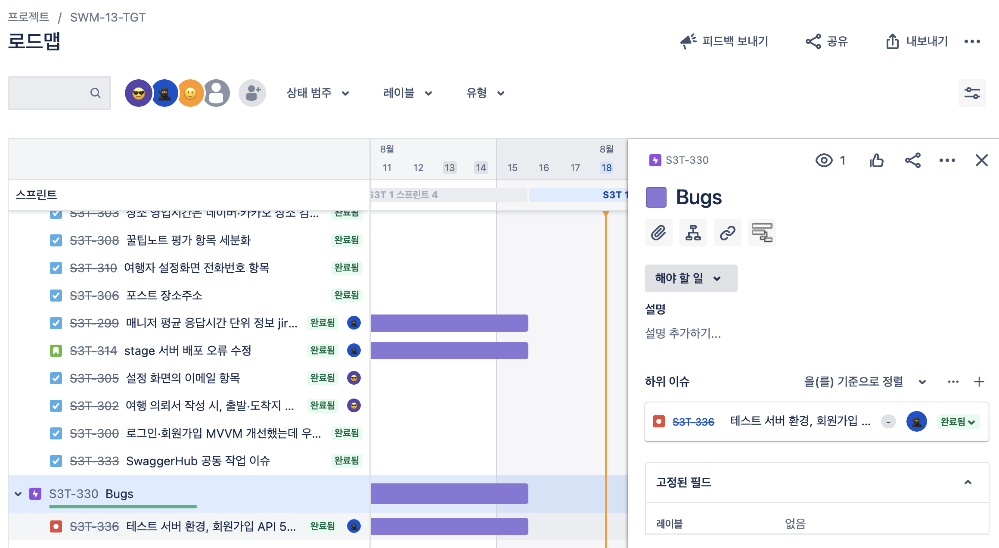 프로젝트 / SWM-13-TGT
로드맵
피드백 보내기
공유
내보내기
상태 범주
레이블
유형
8월
8월
11 12 13 14 15 16 17 18
스프린트
S3T 1 스프린트 4
S3T 1
S3T-303 장소 영업시간은 네이버·카카오 장소 검... 완료됨
S3T-308 꿀팁노트 평가 항목 세분화 완료됨
S3T-310 여행자 설정화면 전화번호 항목 완료됨
S3T-306 포스트 장소주소 완료됨
S3T-299 매니저 평균 응답시간 단위 정보 jir... 완료됨
S3T-314 stage 서버 배포 오류 수정 완료됨
S3T-305 설정 화면의 이메일 항목 완료됨
S3T-302 여행 의뢰서 작성 시, 출발·도착지 ... 완료됨
S3T-300 로그인·회원가입 MVVM 개선했는데 우... 완료됨
S3T-333 SwaggerHub 공동 작업 이슈 완료됨
S3T-330 Bugs
S3T-336 테스트 서버 환경, 회원가입 API 5... 완료됨
S3T-330
1
Bugs
해야 할 일
설명
설명 추가하기...
하위 이슈
을(를) 기준으로 정렬
S3T-336 테스트 서버 환경, 회원가입 ... - 완료됨
고정된 필드
레이블 없음